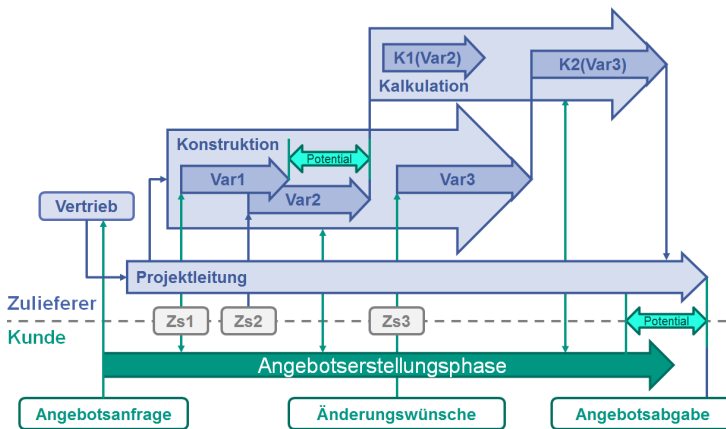 K1(Var2)
K2(Var3)
Kalkulation
Konstruktion
Potential
Var1
Var2
Var3
Vertrieb
Projektleitung
Zulieferer
Zs1
Zs2
Zs3
Potential
Kunde
Angebotserstellungsphase
Angebotsanfrage
Änderungswünsche
Angebotsabgabe